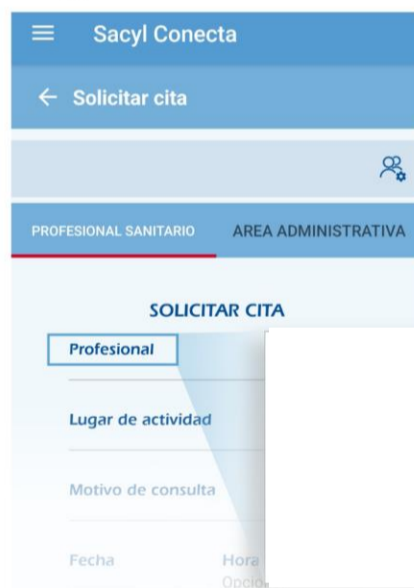 Sacyl Conecta
Solicitar cita
PROFESIONAL SANITARIO AREA ADMINISTRATIVA
SOLICITAR CITA
Profesional
Lugar de actividad
Motivo de consulta
Fecha Hora
Opcio